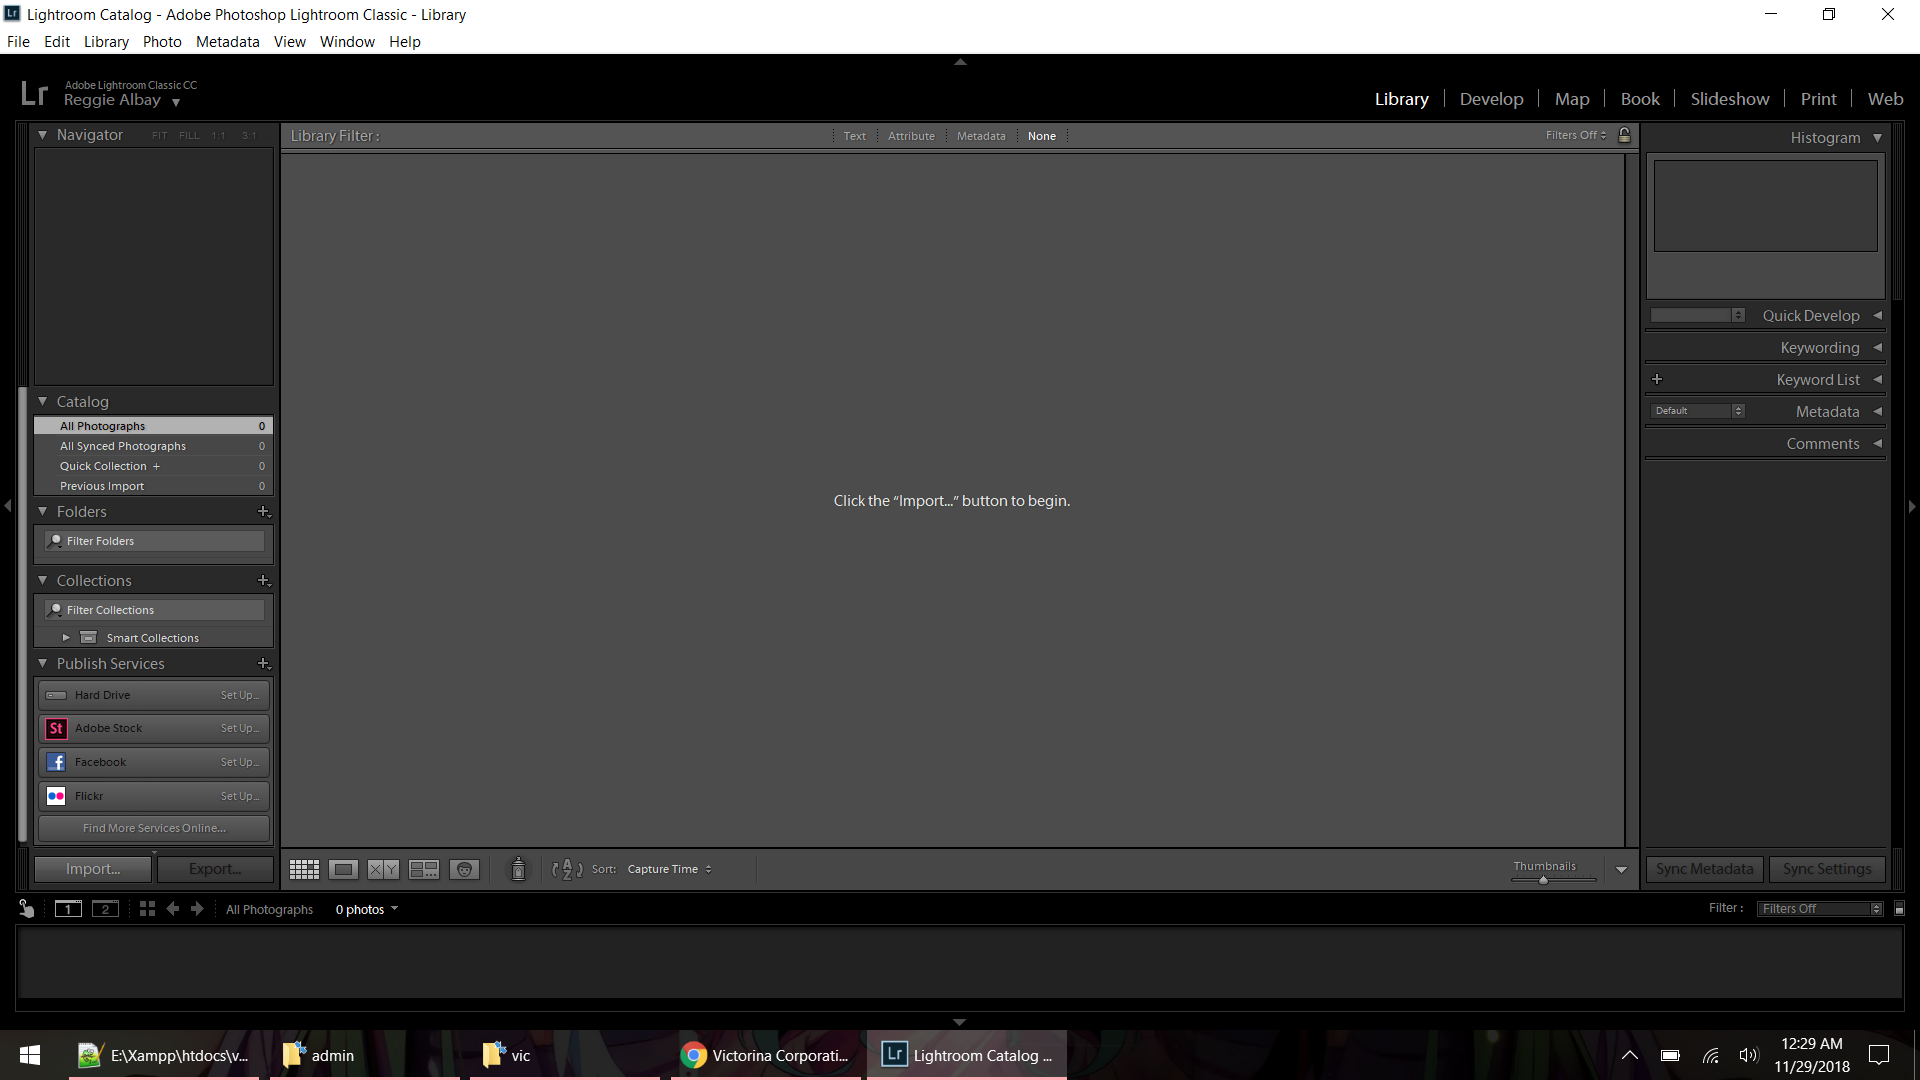 Lightroom Catalog - Adobe Photoshop Lightroom Classic - Library
File Edit Library Photo Metadata View Window Help
Lr
Adobe Lightroom Classic CC
Reggie Albay
Library Develop Map Book Slideshow Print Web
Navigator FIT FILL 1:1 3:1
Library Filter : Text Attribute Metadata None Filters Off
Histogram
Quick Develop
Keywording
Keyword List
Default Metadata
Comments
Catalog
All Photographs 0
All Synced Photographs 0
Quick Collection + 0
Previous Import 0
Folders
Filter Folders
Collections
Filter Collections
Smart Collections
Publish Services
Hard Drive Set Up...
St Adobe Stock Set Up...
Facebook Set Up...
Flickr Set Up...
Find More Services Online...
Click the “Import...” button to begin.
Import... Export...
XY
Sort: Capture Time
Thumbnails
Sync Metadata Sync Settings
1 2 All Photographs 0 photos
Filter : Filters Off
E:\Xampp\htdocs\v... admin vic Victorina Corporati... Lr Lightroom Catalog ...
12:29 AM
11/29/2018